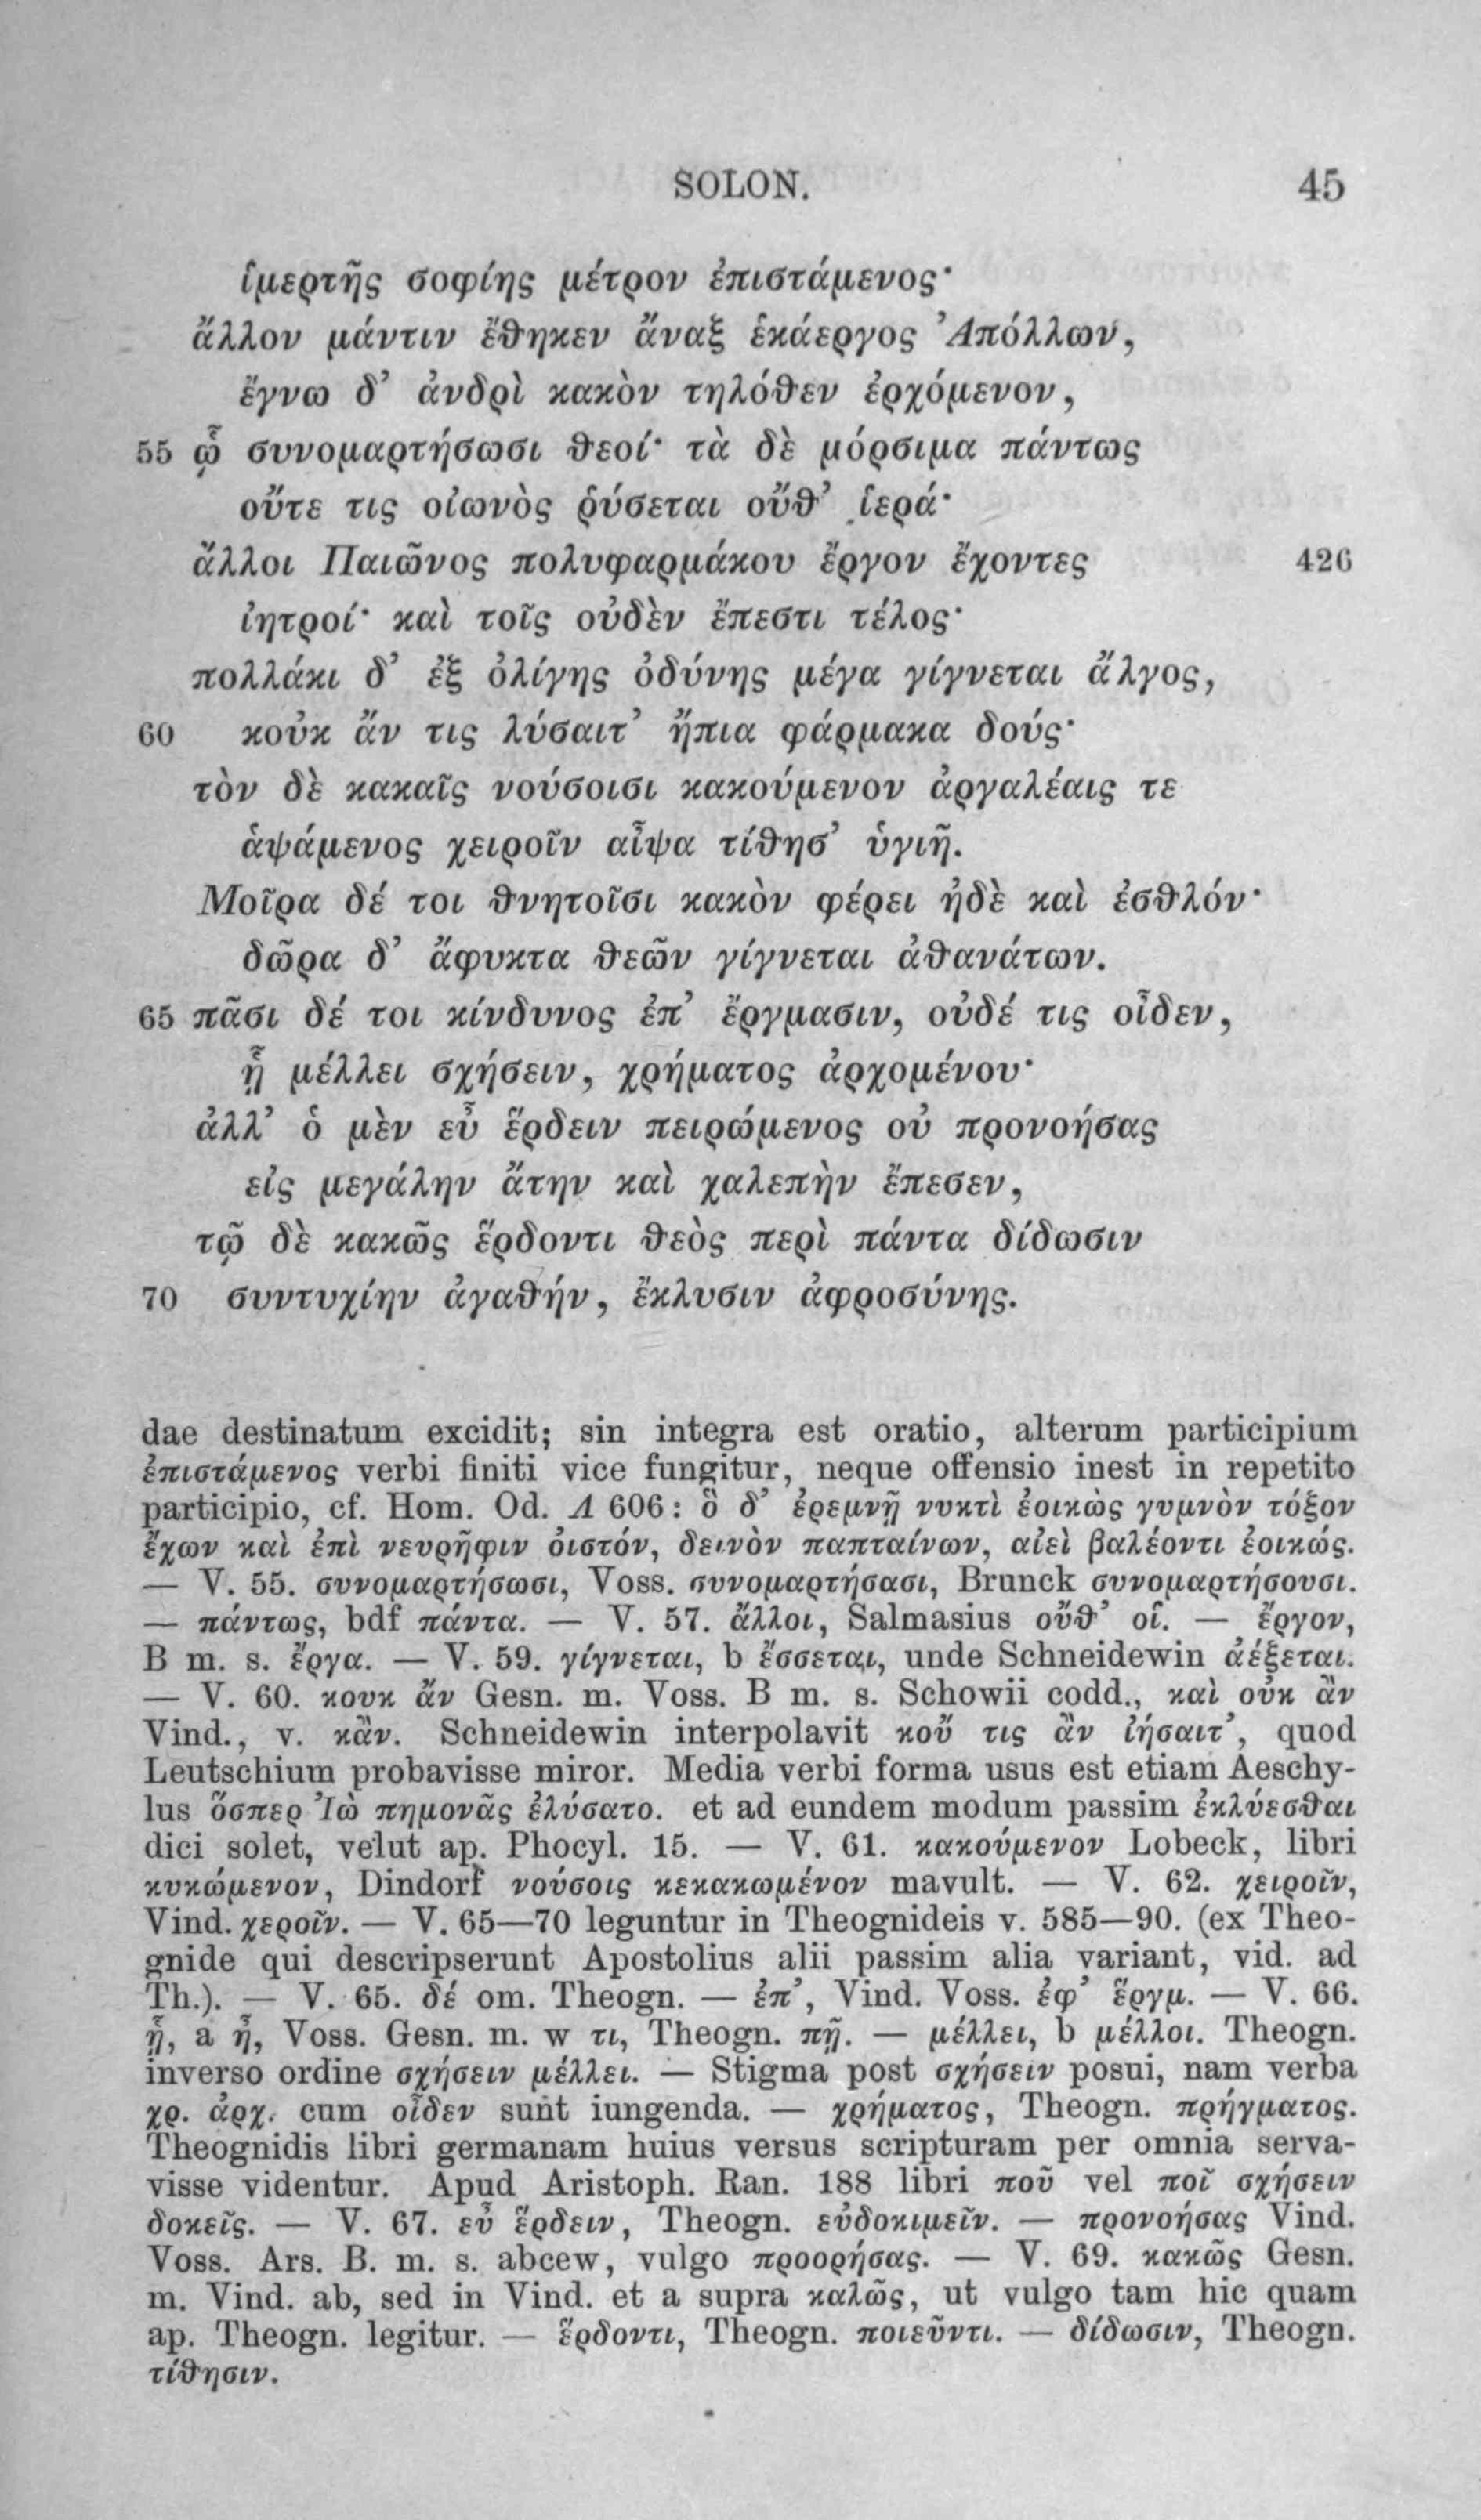 SOLON. 45
ἱμερτῆς σοφίης μέτρον ἐπιστάμενος·
ἄλλον μάντιν ἔθηκεν ἄναξ ἑκάεργος Ἀπόλλων,
ἔγνω δ’ ἀνδρὶ κακὸν τηλόθεν ἐρχόμενον,
55 ᾧ συνομαρτήσωσι θεοί· τὰ δὲ μόρσιμα πάντως
οὔτε τις οἰωνὸς ῥύσεται οὔθ’ ἱερά·
ἄλλοι Παιῶνος πολυφαρμάκου ἔργον ἔχοντες 426
ἰητροί· καὶ τοῖς οὐδὲν ἔπεστι τέλος·
πολλάκι δ’ ἐξ ὀλίγης ὀδύνης μέγα γίγνεται ἄλγος,
60 κοὐκ ἄν τις λύσαιτ’ ἤπια φάρμακα δούς·
τὸν δὲ κακαῖς νούσοισι κακούμενον ἀργαλέαις τε
ἁψάμενος χειροῖν αἶψα τίθησ’ ὑγιῆ.
Μοῖρα δέ τοι θνητοῖσι κακὸν φέρει ἠδὲ καὶ ἐσθλόν·
δῶρα δ’ ἄφυκτα θεῶν γίγνεται ἀθανάτων.
65 πᾶσι δέ τοι κίνδυνος ἐπ’ ἔργμασιν, οὐδέ τις οἶδεν,
ᾗ μέλλει σχήσειν, χρήματος ἀρχομένου·
ἀλλ’ ὁ μὲν εὖ ἕρδειν πειρώμενος οὐ προνοήσας
εἰς μεγάλην ἄτην καὶ χαλεπὴν ἔπεσεν,
τῷ δὲ κακῶς ἕρδοντι θεὸς περὶ πάντα δίδωσιν
70 συντυχίην ἀγαθήν, ἔκλυσιν ἀφροσύνης.
dae destinatum excidit; sin integra est oratio, alterum participium
ἐπιστάμενος verbi finiti vice fungitur, neque offensio inest in repetito
participio, cf. Hom. Od. Λ 606: ὃ δ’ ἐρεμνῇ νυκτὶ ἐοικὼς γυμνὸν τόξον
ἔχων καὶ ἐπὶ νευρῆφιν ὀιστόν, δεινὸν παπταίνων, αἰεὶ βαλέοντι ἐοικώς.
— V. 55. συνομαρτήσωσι, Voss. συνομαρτήσασι, Brunck συνομαρτήσουσι.
— πάντως, bdf πάντα. — V. 57. ἄλλοι, Salmasius οὔθ’ οἵ. — ἔργον,
B m. s. ἔργα. — V. 59. γίγνεται, b ἔσσεται, unde Schneidewin ἀέξεται.
— V. 60. κουκ ἄν Gesn. m. Voss. B m. s. Schowii codd., καὶ οὐκ ἂν
Vind., v. κἄν. Schneidewin interpolavit κοὔ τις ἂν ἰήσαιτ’, quod
Leutschium probavisse miror. Media verbi forma usus est etiam Aeschy-
lus ὅσπερ Ἰὼ πημονᾶς ἐλύσατο. et ad eundem modum passim ἐκλύεσθαι
dici solet, velut ap. Phocyl. 15. — V. 61. κακούμενον Lobeck, libri
κυκώμενον, Dindorf νούσοις κεκακωμένον mavult. — V. 62. χειροῖν,
Vind. χεροῖν. — V. 65—70 leguntur in Theognideis v. 585—90. (ex Theo-
gnide qui descripserunt Apostolius alii passim alia variant, vid. ad
Th.). — V. 65. δέ om. Theogn. — ἐπ’, Vind. Voss. ἐφ’ ἕργμ. — V. 66.
ᾗ, a ἦ, Voss. Gesn. m. w τι, Theogn. πῇ. — μέλλει, b μέλλοι. Theogn.
inverso ordine σχήσειν μέλλει. — Stigma post σχήσειν posui, nam verba
χρ. ἀρχ. cum οἶδεν sunt iungenda. — χρήματος, Theogn. πρήγματος.
Theognidis libri germanam huius versus scripturam per omnia serva-
visse videntur. Apud Aristoph. Ran. 188 libri ποῦ vel ποῖ σχήσειν
δοκεῖς. — V. 67. εὖ ἕρδειν, Theogn. εὐδοκιμεῖν. — προνοήσας Vind.
Voss. Ars. B. m. s. abcew, vulgo προορήσας. — V. 69. κακῶς Gesn.
m. Vind. ab, sed in Vind. et a supra καλῶς, ut vulgo tam hic quam
ap. Theogn. legitur. — ἕρδοντι, Theogn. ποιεῦντι. — δίδωσιν, Theogn.
τίθησιν.